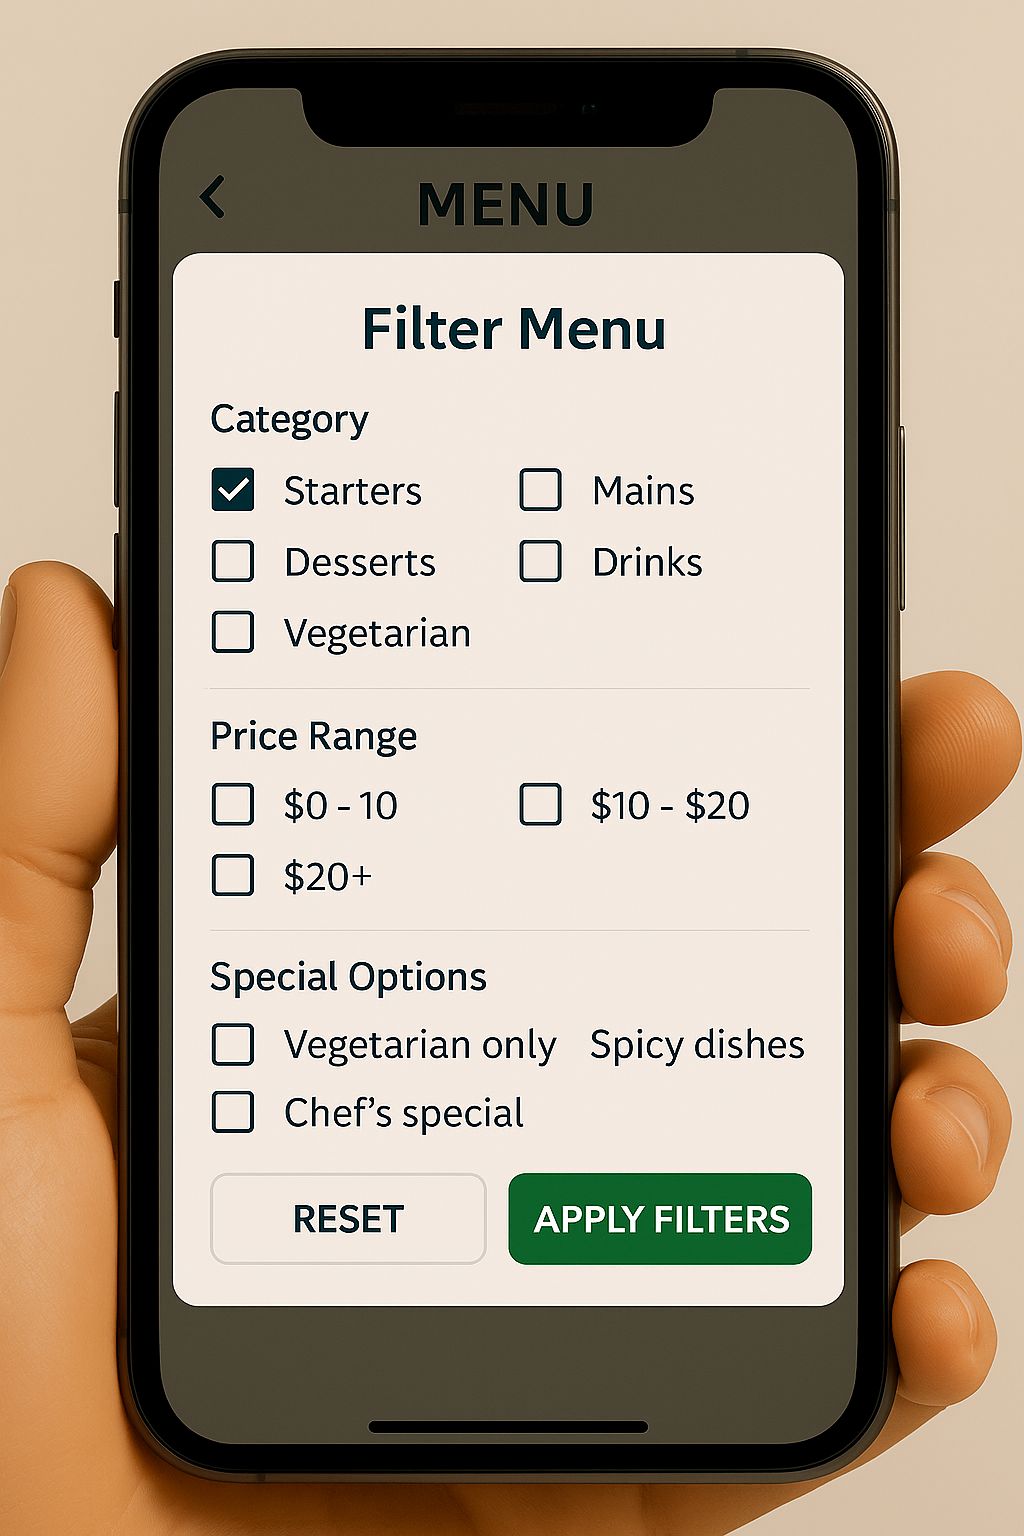 MENU
Filter Menu
Category
Starters
Mains
Desserts
Drinks
Vegetarian
Price Range
$0 - 10
$10 - $20
$20+
Special Options
Vegetarian only
Spicy dishes
Chef’s special
RESET
APPLY FILTERS